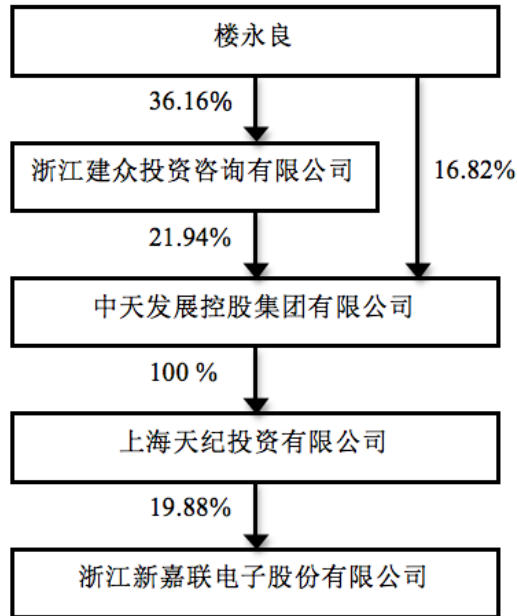 楼永良
36.16%
浙江建众投资咨询有限公司
16.82%
21.94%
中天发展控股集团有限公司
100 %
上海天纪投资有限公司
19.88%
浙江新嘉联电子股份有限公司